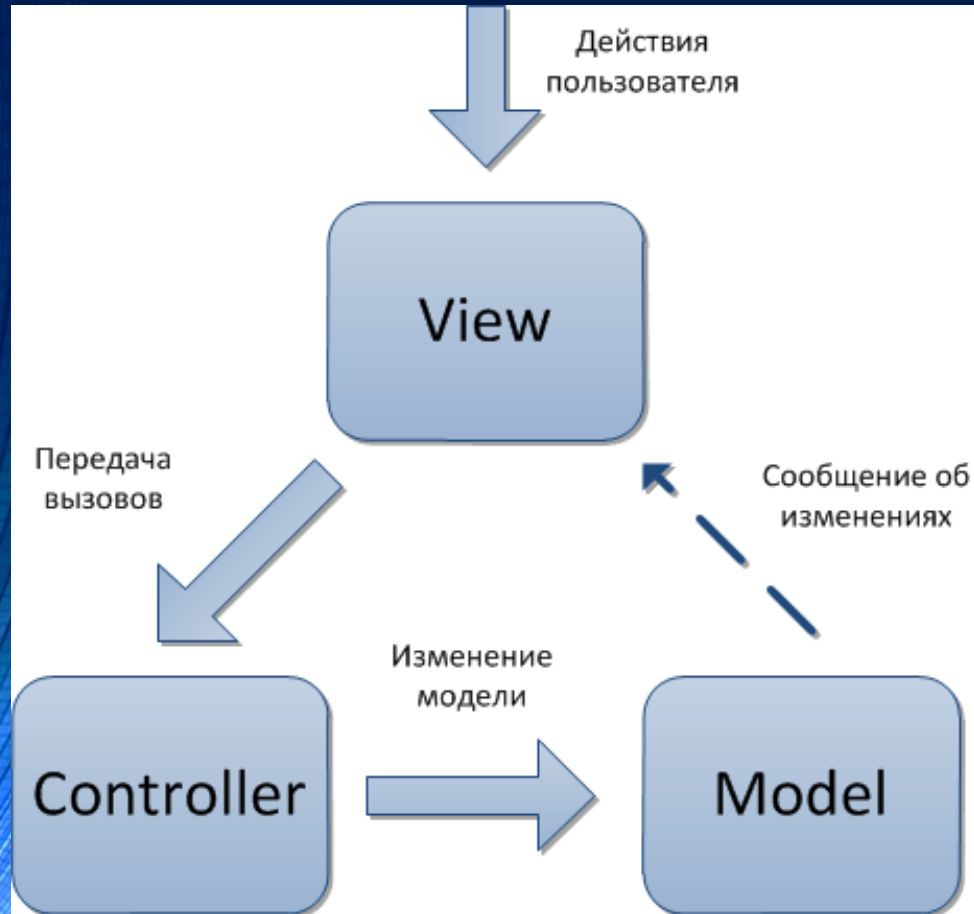 Действия
пользователя
View
Передача
вызовов
Сообщение об
изменениях
Изменение
модели
Controller
Model